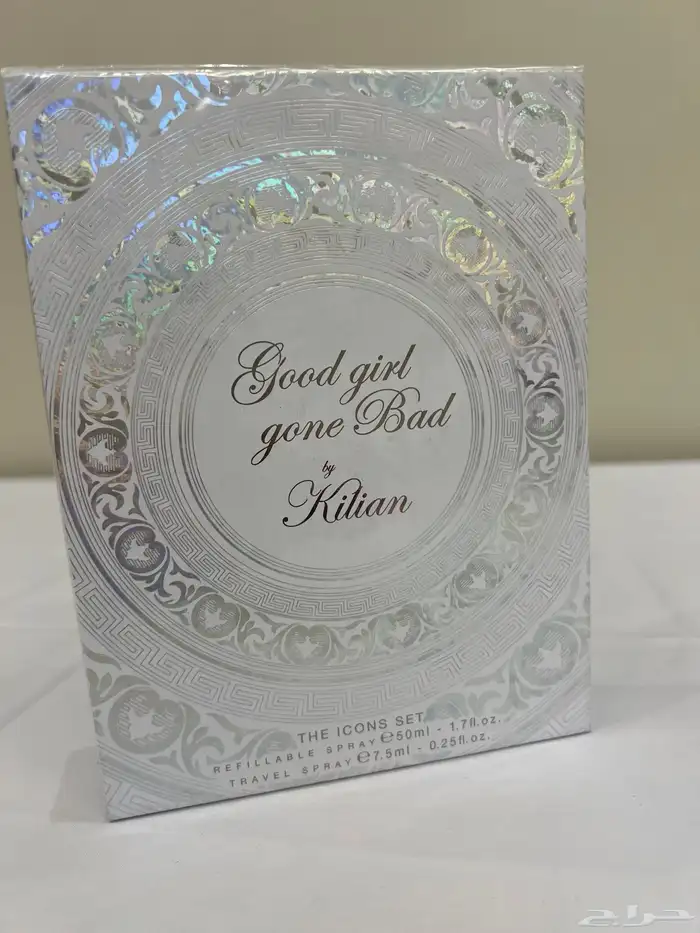 Good girl
gone Bad
by
Kilian
THE ICONS SET
REFILLABLE SPRAY ℮50ml - 1.7fl.oz.
TRAVEL SPRAY ℮7.5ml - 0.25fl.oz.
حراج